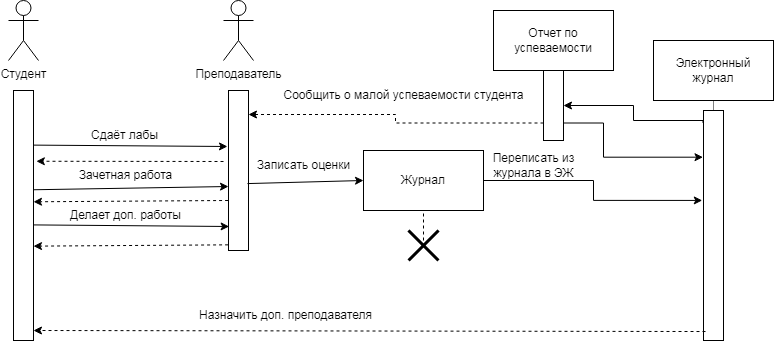 Отчет по
успеваемости
Студент
Преподаватель
Электронный
журнал
Сообщить о малой успеваемости студента
Сдаёт лабы
Зачетная работа
Записать оценки
Журнал
Переписать из
журнала в ЭЖ
Делает доп. работы
Назначить доп. преподавателя